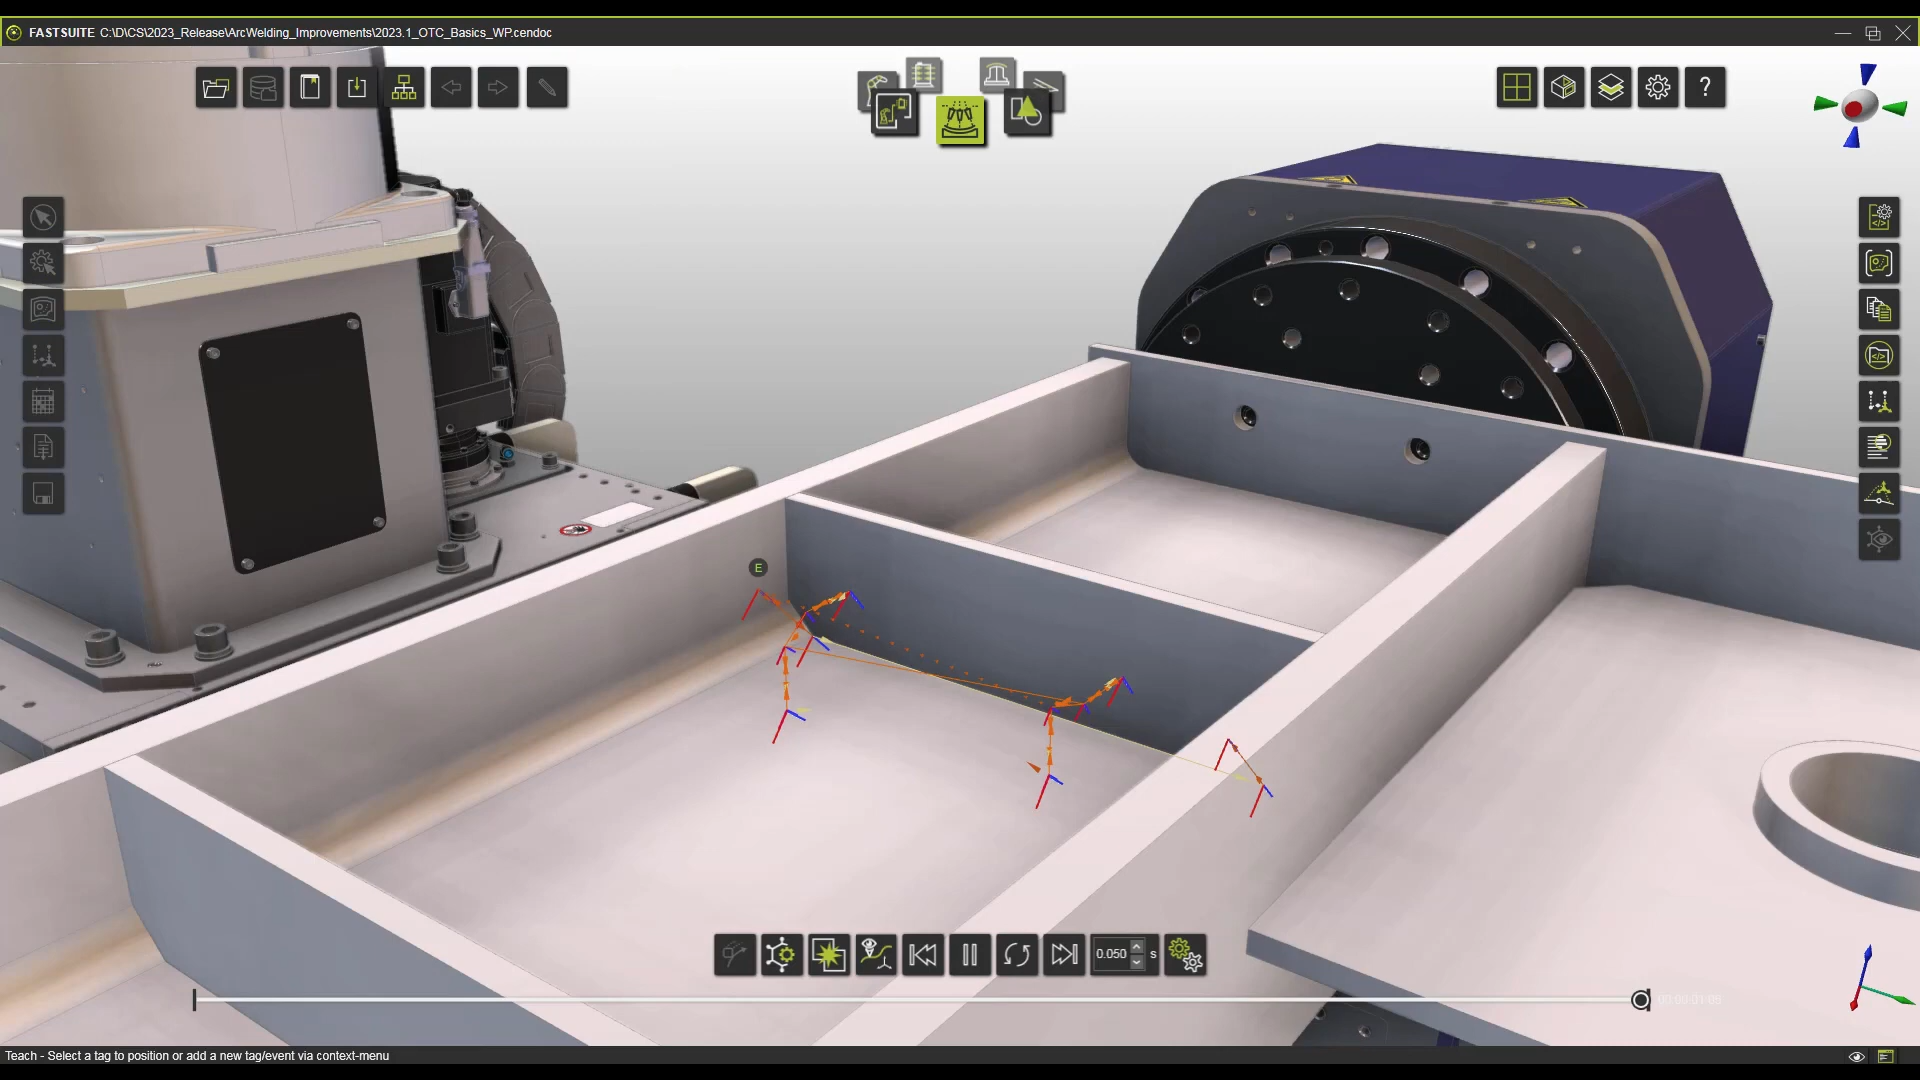 FASTSUITE C:\D\CS\2023_Release\ArcWelding_Improvements\2023.1_OTC_Basics_WP.cendoc
?
E
0.050 s
Teach - Select a tag to position or add a new tag/event via context-menu